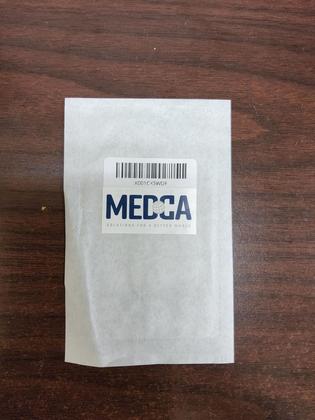 MEDCA
SOLUTIONS FOR A BETTER WORLD